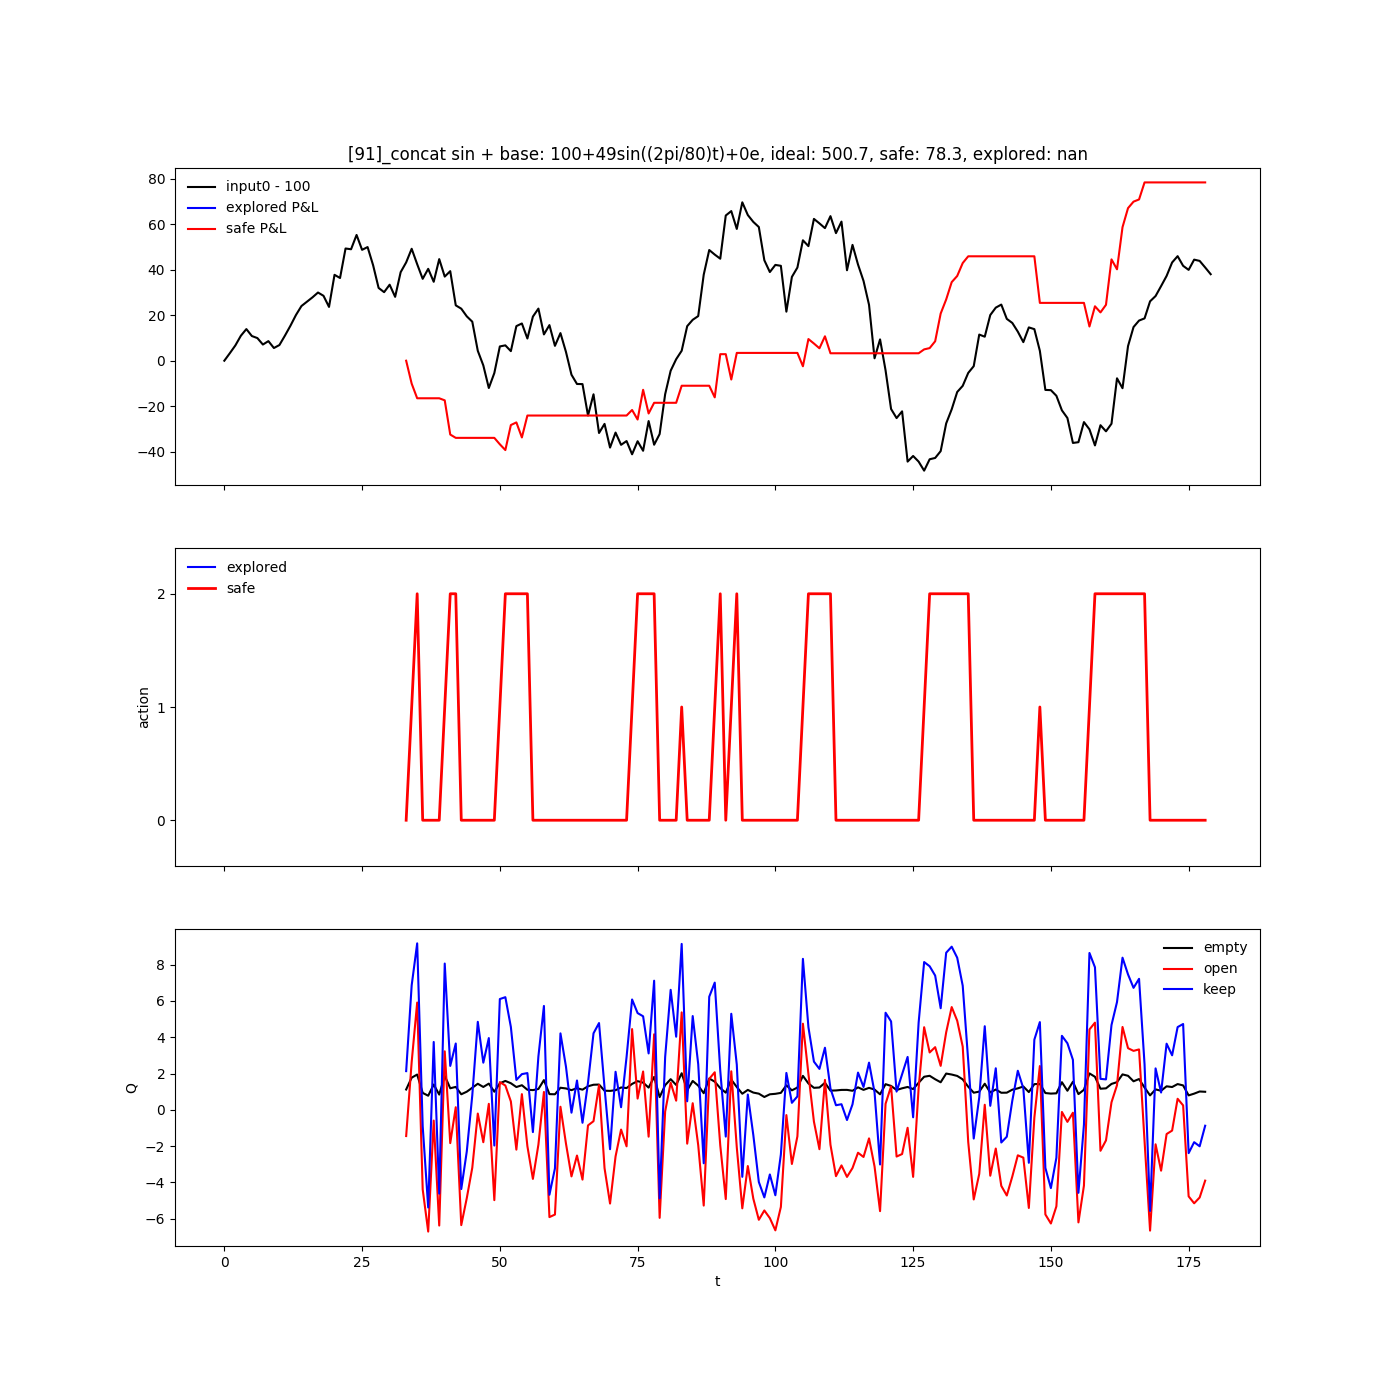 [91]_concat sin + base: 100+49sin((2pi/80)t)+0e, ideal: 500.7, safe: 78.3, explored: nan
80
60
40
20
0
−20
−40
input0 - 100
explored P&L
safe P&L
action
2
1
0
explored
safe
Q
8
6
4
2
0
−2
−4
−6
empty
open
keep
0 25 50 75 100 125 150 175
t